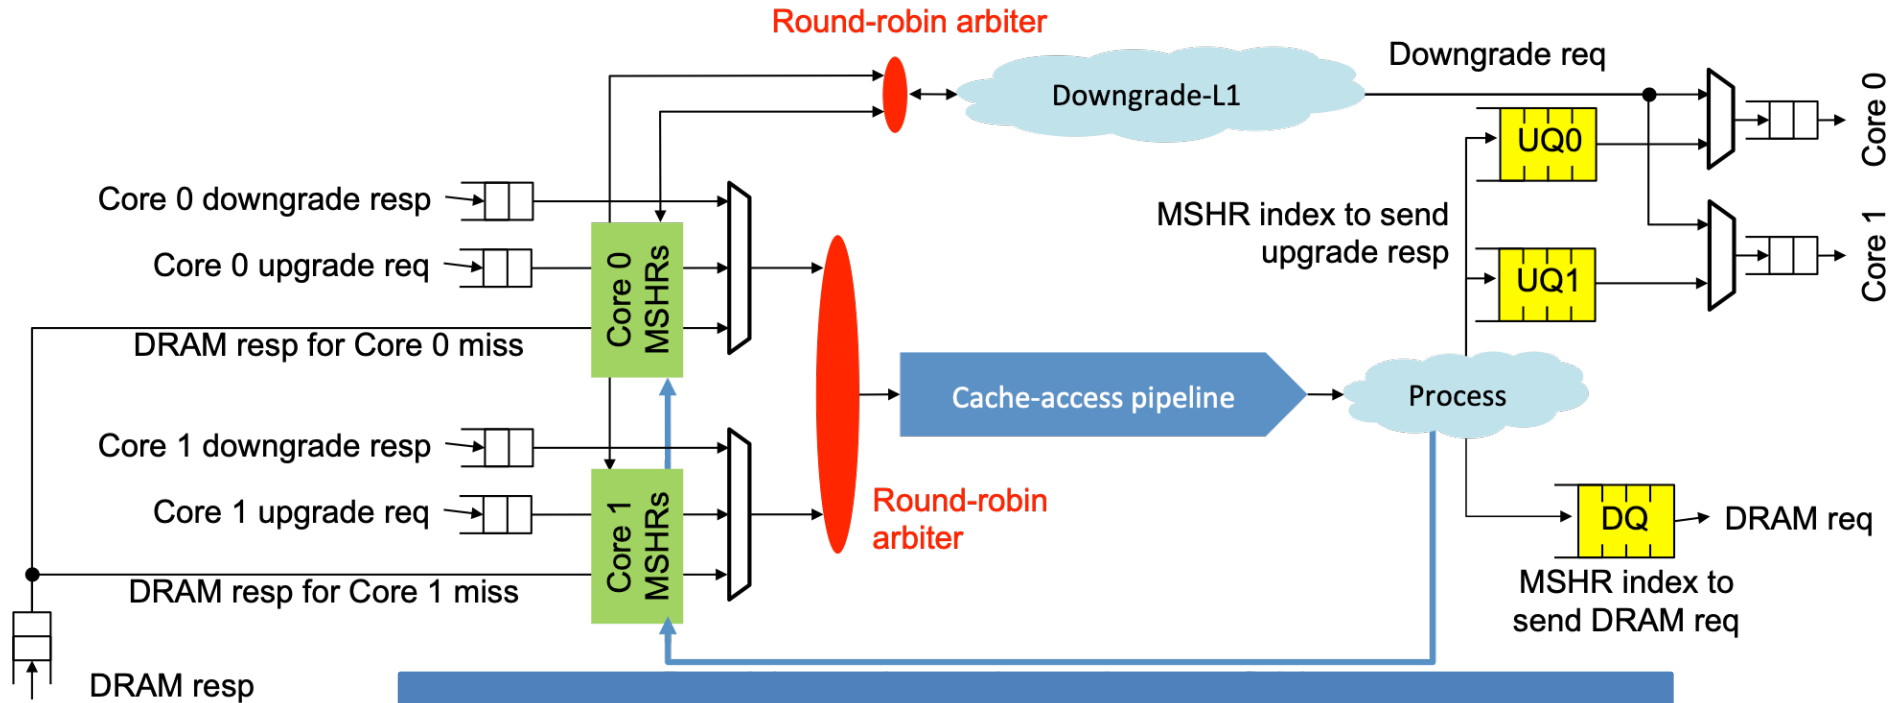 Round-robin arbiter
Downgrade req
Downgrade-L1
Core 0
UQ0
Core 0 downgrade resp
MSHR index to send
upgrade resp
Core 0 upgrade req
Core 0
MSHRs
UQ1
Core 1
DRAM resp for Core 0 miss
Cache-access pipeline
Process
Core 1 downgrade resp
Core 1 upgrade req
Core 1
MSHRs
Round-robin
arbiter
DQ
DRAM req
DRAM resp for Core 1 miss
MSHR index to
send DRAM req
DRAM resp